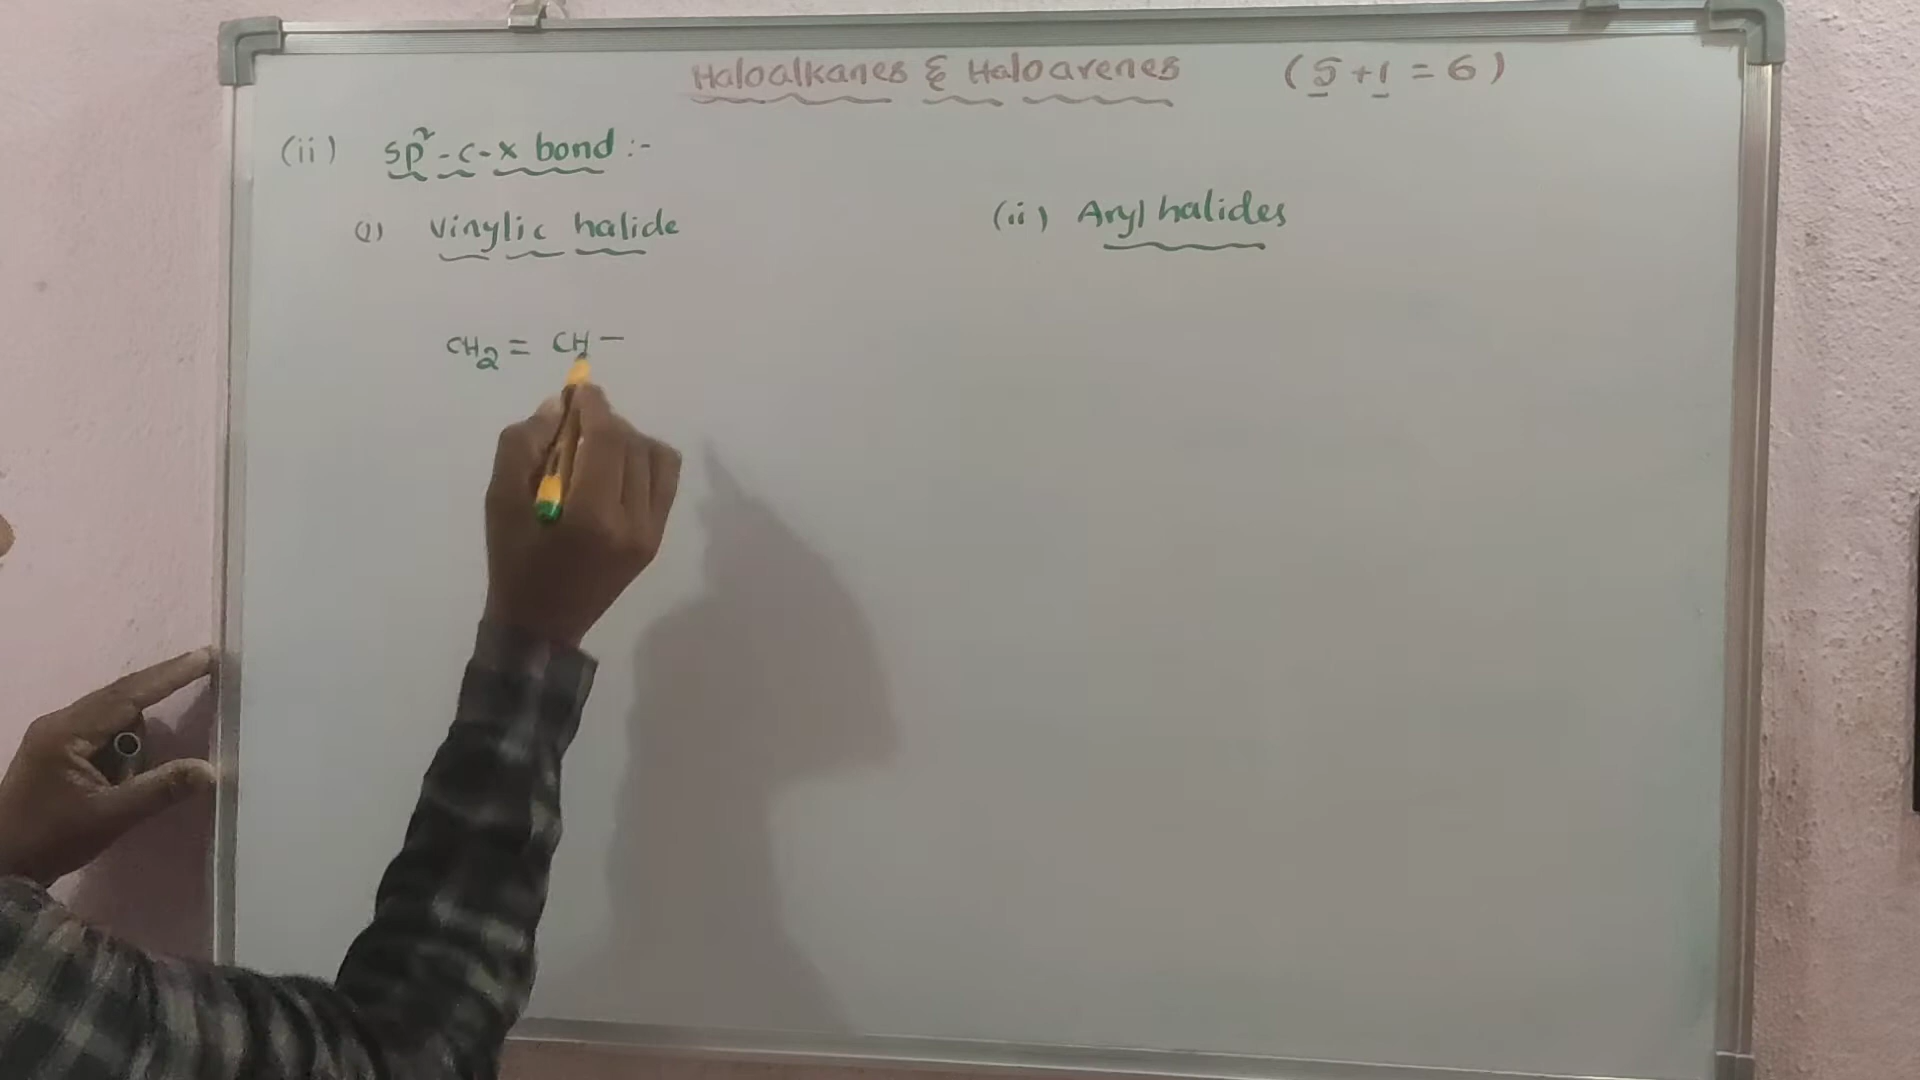 Haloalkanes & Haloarenes (5+1=6)
(ii) sp² - c - x bond :-
(i) Vinylic halide
(ii) Aryl halides
CH₂ = CH −